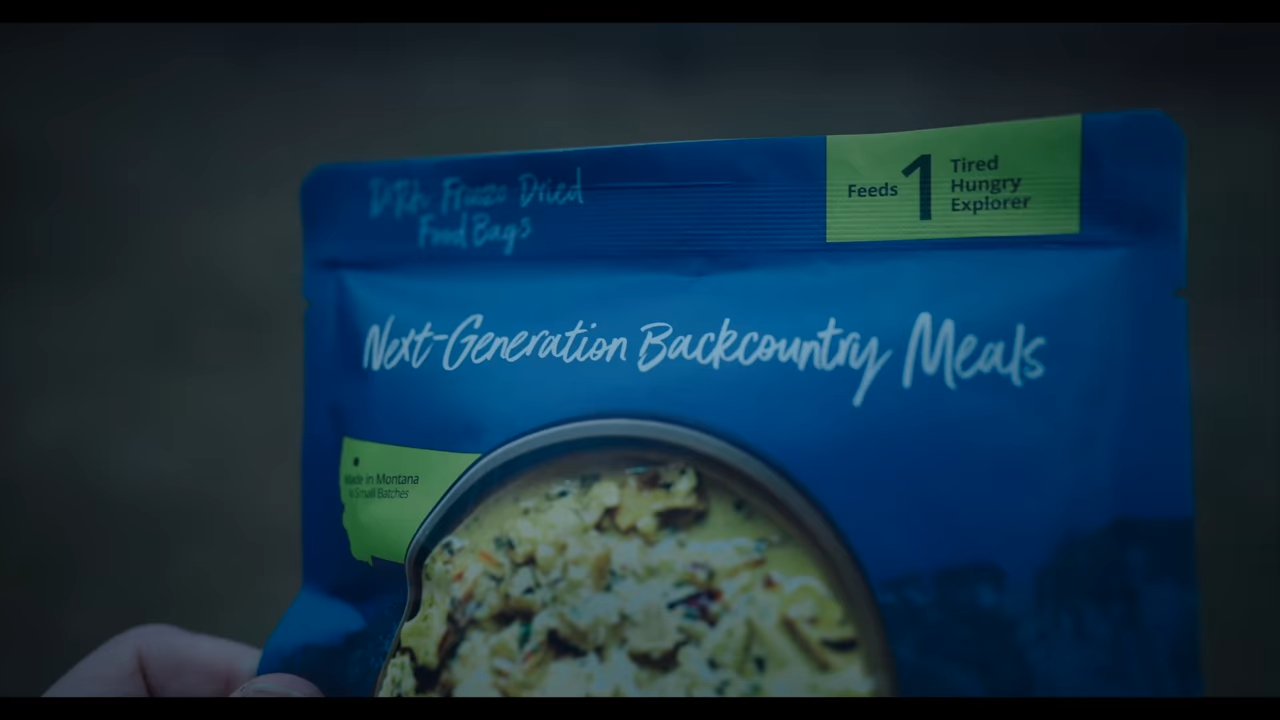 Ditch Freeze Dried
Food Bags
Feeds 1 Tired
Hungry
Explorer
Next-Generation Backcountry Meals
Made in Montana
in Small Batches